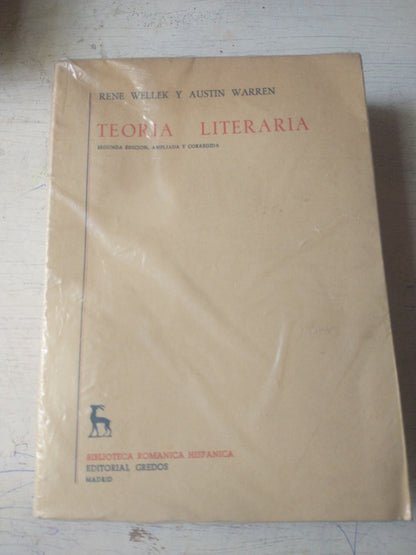 RENE WELLEK Y AUSTIN WARREN
TEORIA LITERARIA
SEGUNDA EDICION, AMPLIADA Y CORREGIDA
BIBLIOTECA ROMANICA HISPANICA
EDITORIAL GREDOS
MADRID